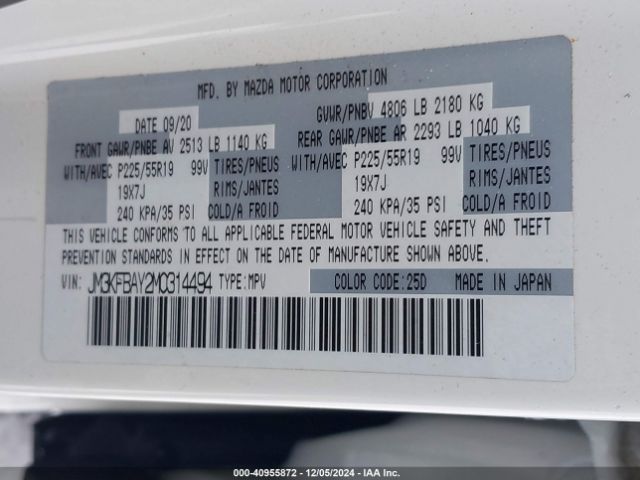 MFD. BY MAZDA MOTOR CORPORATION
DATE 09/20
GVWR/PNBV 4806 LB 2180 KG
FRONT GAWR/PNBE AV 2513 LB 1140 KG
REAR GAWR/PNBE AR 2293 LB 1040 KG
WITH/AVEC P225/55R19 99V TIRES/PNEUS
WITH/AVEC P225/55R19 99V TIRES/PNEUS
19X7J RIMS/JANTES
19X7J RIMS/JANTES
240 KPA/35 PSI COLD/A FROID
240 KPA/35 PSI COLD/A FROID
THIS VEHICLE CONFORMS TO ALL APPLICABLE FEDERAL MOTOR VEHICLE SAFETY AND THEFT
PREVENTION STANDARDS IN EFFECT ON THE DATE OF MANUFACTURE SHOWN ABOVE.
VIN: JM3KFBAY2M0314494 TYPE:MPV COLOR CODE:25D MADE IN JAPAN
000-40955872 - 12/05/2024 - IAA Inc.